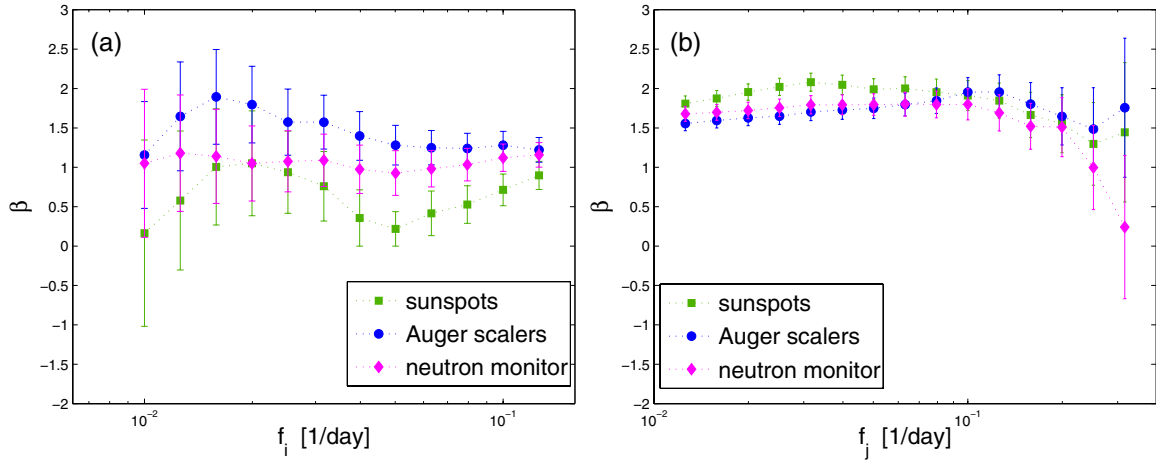 (a)
β
3
2.5
2
1.5
1
0.5
0
−0.5
−1
−1.5
−2
sunspots
Auger scalers
neutron monitor
10⁻²
10⁻¹
fᵢ [1/day]
(b)
β
3
2.5
2
1.5
1
0.5
0
−0.5
−1
−1.5
−2
sunspots
Auger scalers
neutron monitor
10⁻²
10⁻¹
fⱼ [1/day]